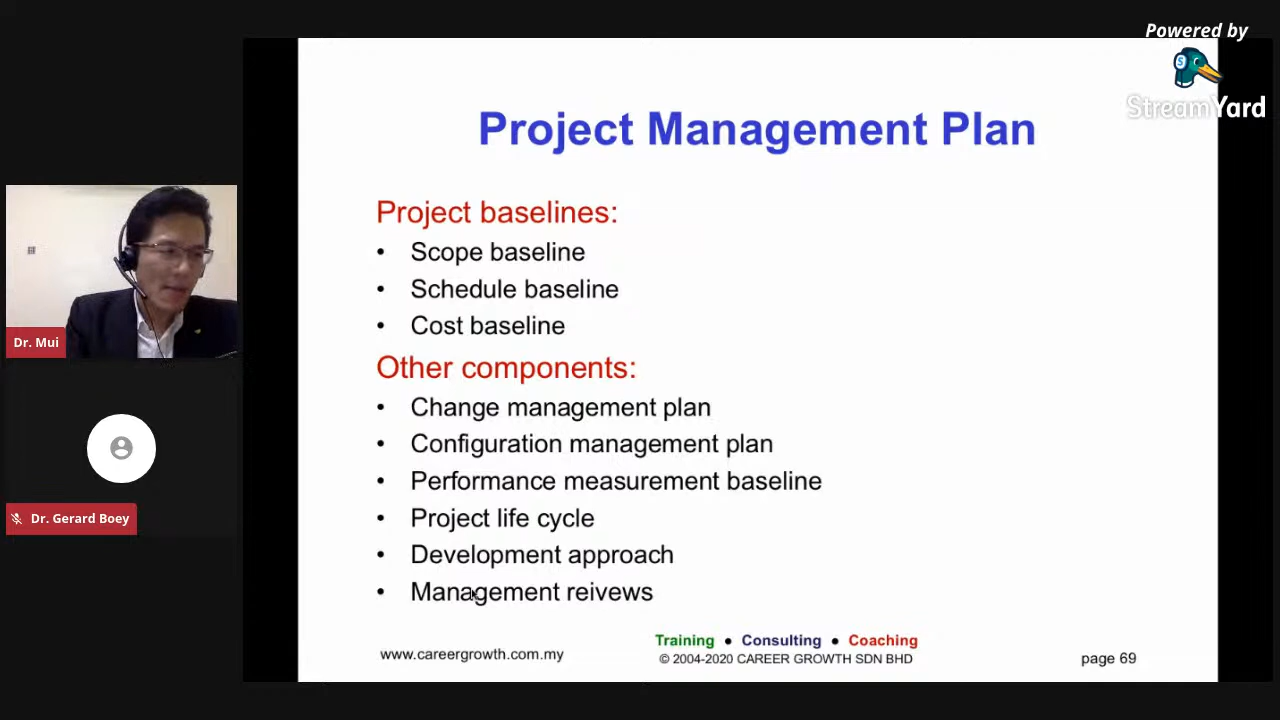 Powered by
StreamYard
Project Management Plan
Project baselines:
• Scope baseline
• Schedule baseline
• Cost baseline
Other components:
• Change management plan
• Configuration management plan
• Performance measurement baseline
• Project life cycle
• Development approach
• Management reivews
www.careergrowth.com.my
Training ● Consulting ● Coaching
© 2004-2020 CAREER GROWTH SDN BHD
page 69
Dr. Mui
Dr. Gerard Boey